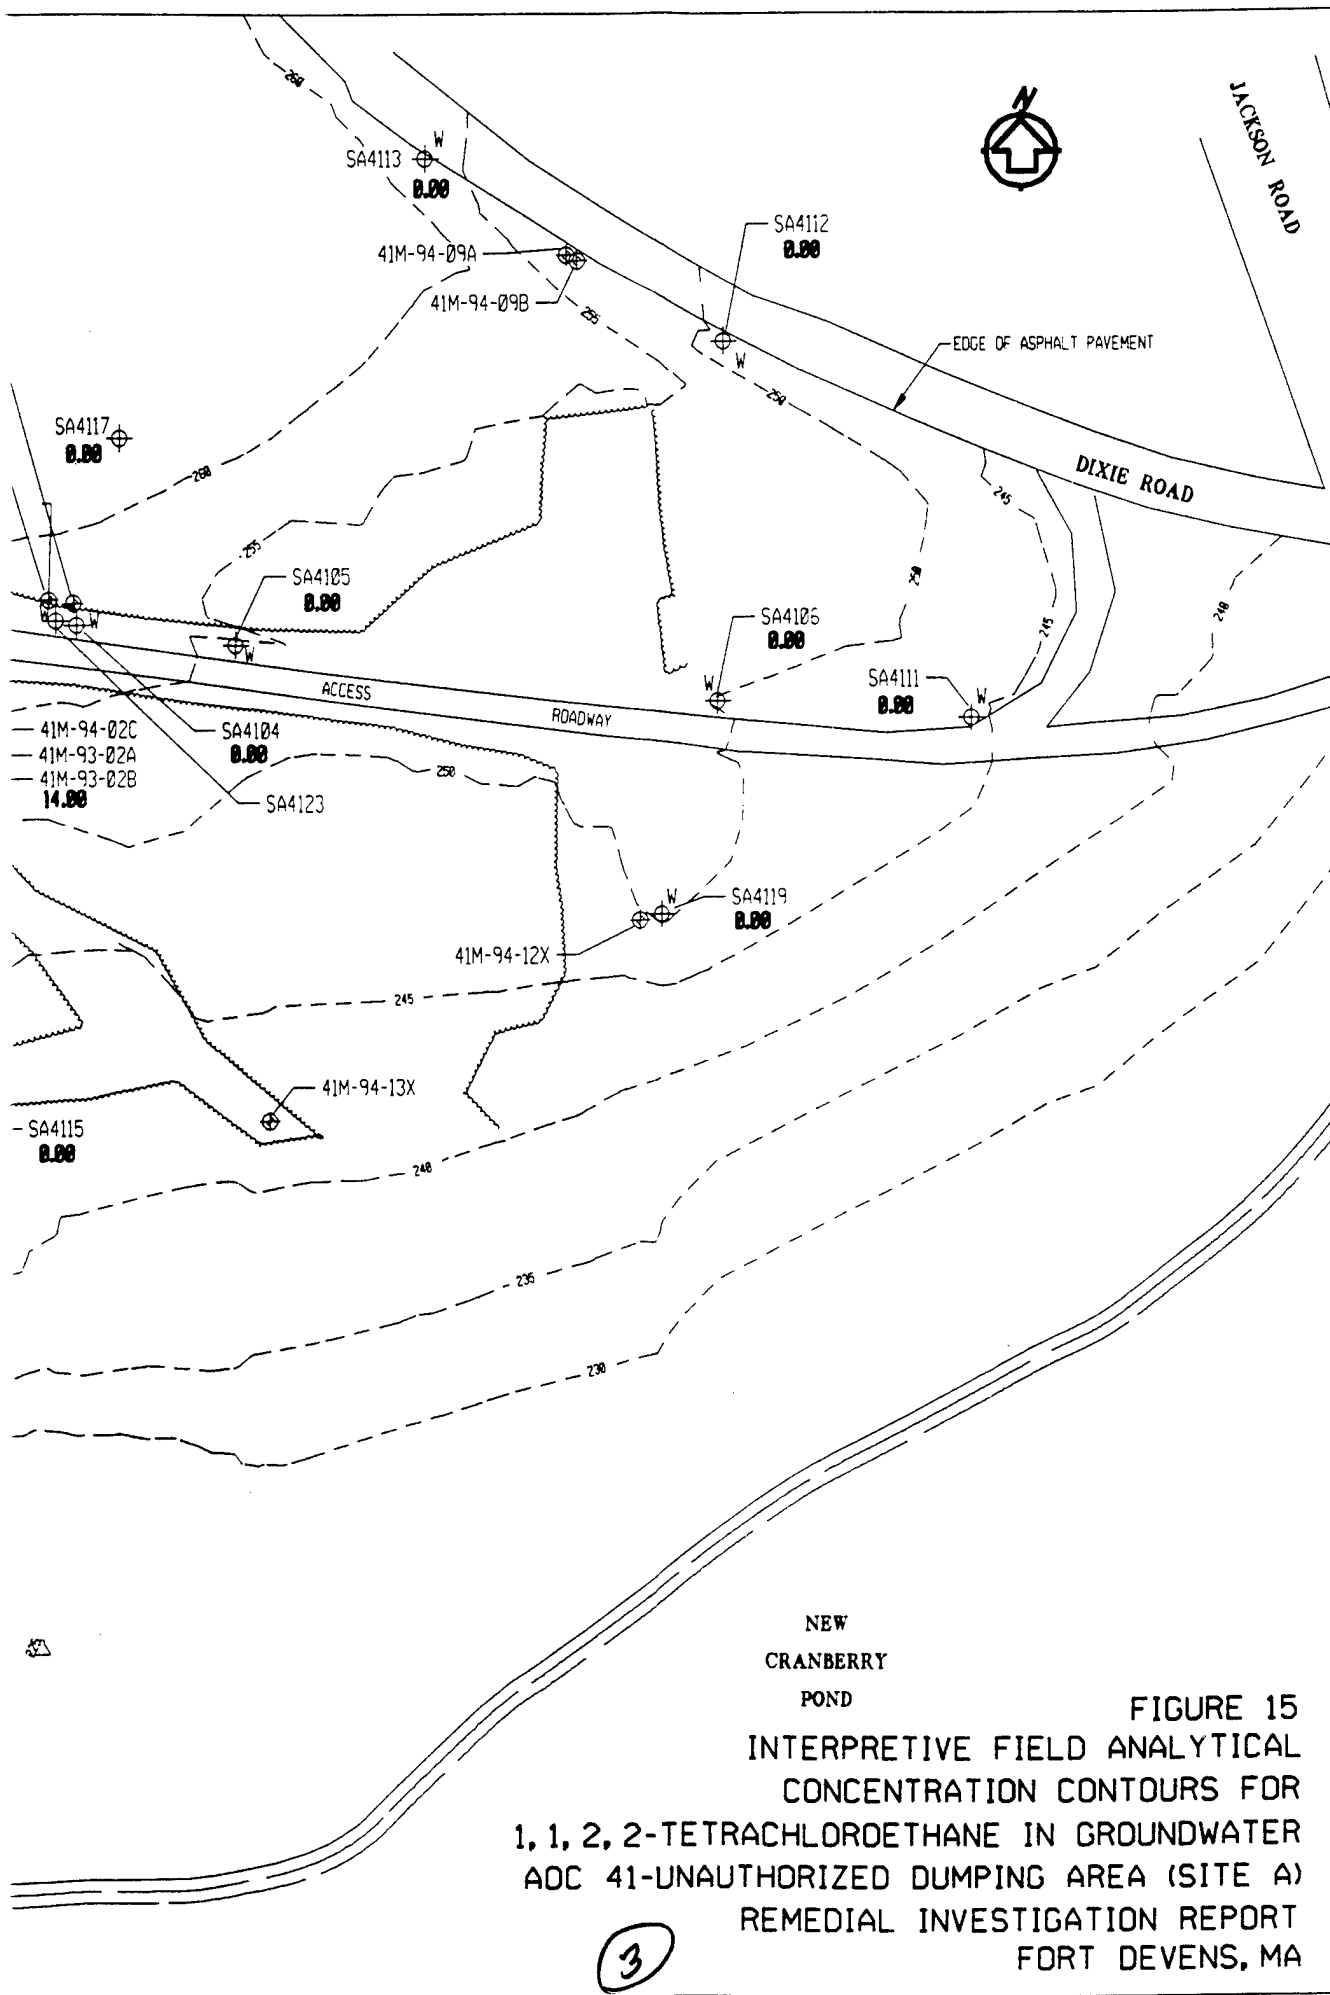 260
N
JACKSON ROAD
W
SA4113
0.00
SA4112
0.00
41M-94-09A
41M-94-09B
255
W
EDGE OF ASPHALT PAVEMENT
250
SA4117
0.00
260
DIXIE ROAD
245
255
SA4105
0.00
250
240
SA4106
0.00
245
W
W
W
W
SA4111
0.00
W
W
ACCESS
ROADWAY
41M-94-02C
41M-93-02A
41M-93-02B
14.00
SA4104
0.00
250
SA4123
W
SA4119
0.00
41M-94-12X
245
41M-94-13X
SA4115
0.00
240
235
230
NEW
CRANBERRY
POND
FIGURE 15
INTERPRETIVE FIELD ANALYTICAL
CONCENTRATION CONTOURS FOR
1,1,2,2-TETRACHLOROETHANE IN GROUNDWATER
AOC 41-UNAUTHORIZED DUMPING AREA (SITE A)
REMEDIAL INVESTIGATION REPORT
FORT DEVENS, MA
3